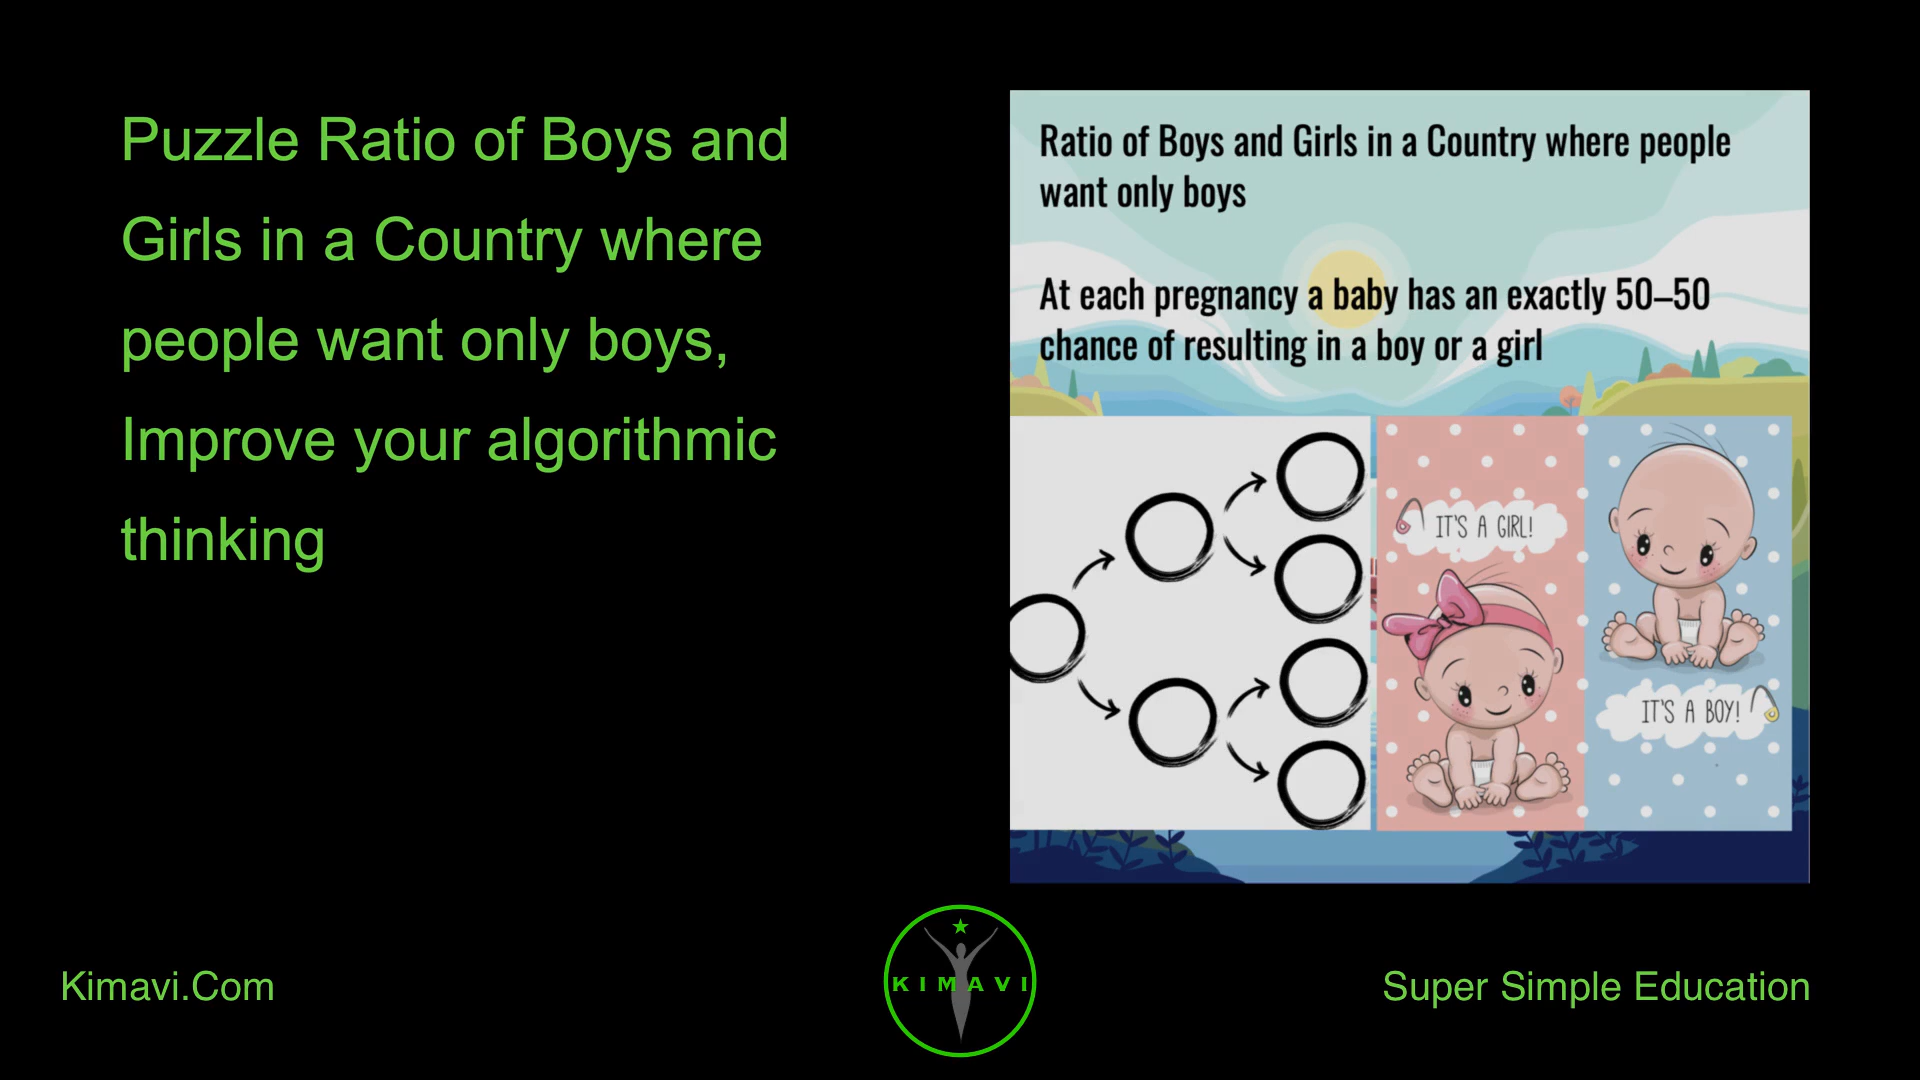 Puzzle Ratio of Boys and
Girls in a Country where
people want only boys,
Improve your algorithmic
thinking
Ratio of Boys and Girls in a Country where people
want only boys
At each pregnancy a baby has an exactly 50–50
chance of resulting in a boy or a girl
IT'S A GIRL!
IT'S A BOY!
Kimavi.Com
KIMAVI
Super Simple Education